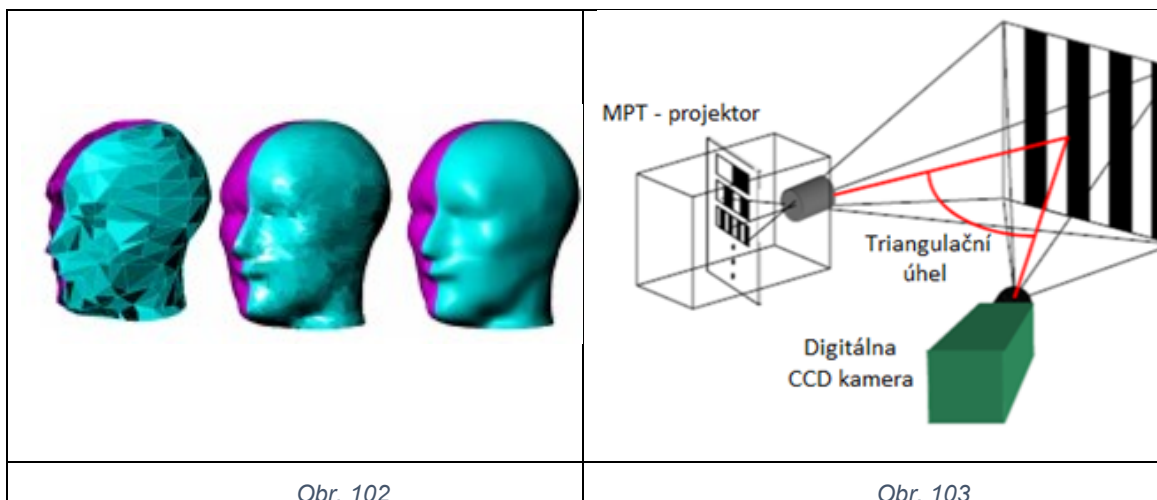 MPT - projektor
Triangulační
úhel
Digitálna
CCD kamera
Obr. 102
Obr. 103